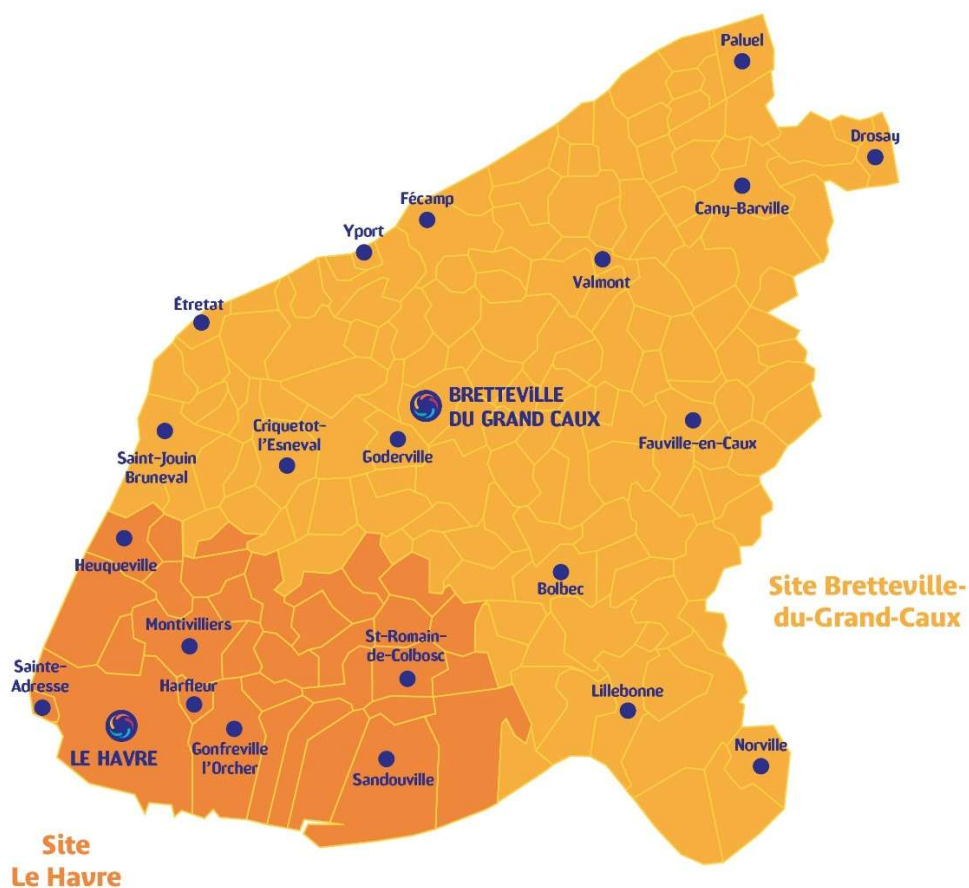 Paluel
Drosay
Cany-Barville
Fécamp
Yport
Valmont
Étretat
BRETTEViLLE
DU GRAND CAUX
Criquetot-
l'Esneval
Goderville
Fauville-en-Caux
Saint-Jouin
Bruneval
Heuqueville
Bolbec
Site Bretteville-
du-Grand-Caux
Montivilliers
St-Romain-
de-Colbosc
Sainte-
Adresse
Harfleur
Lillebonne
LE HAVRE
Gonfreville
l'Orcher
Norville
Sandouville
Site
Le Havre